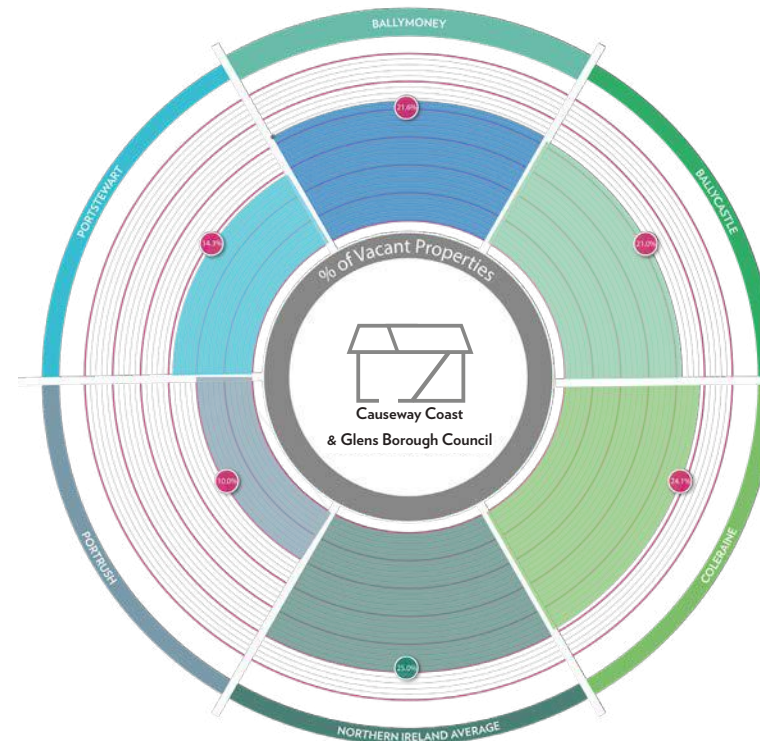 BALLYMONEY
21.6%
PORTSTEWART
BALLYCASTLE
14.3%
21.0%
% of Vacant Properties
Causeway Coast
& Glens Borough Council
10.0%
24.1%
PORTRUSH
COLERAINE
25.0%
NORTHERN IRELAND AVERAGE